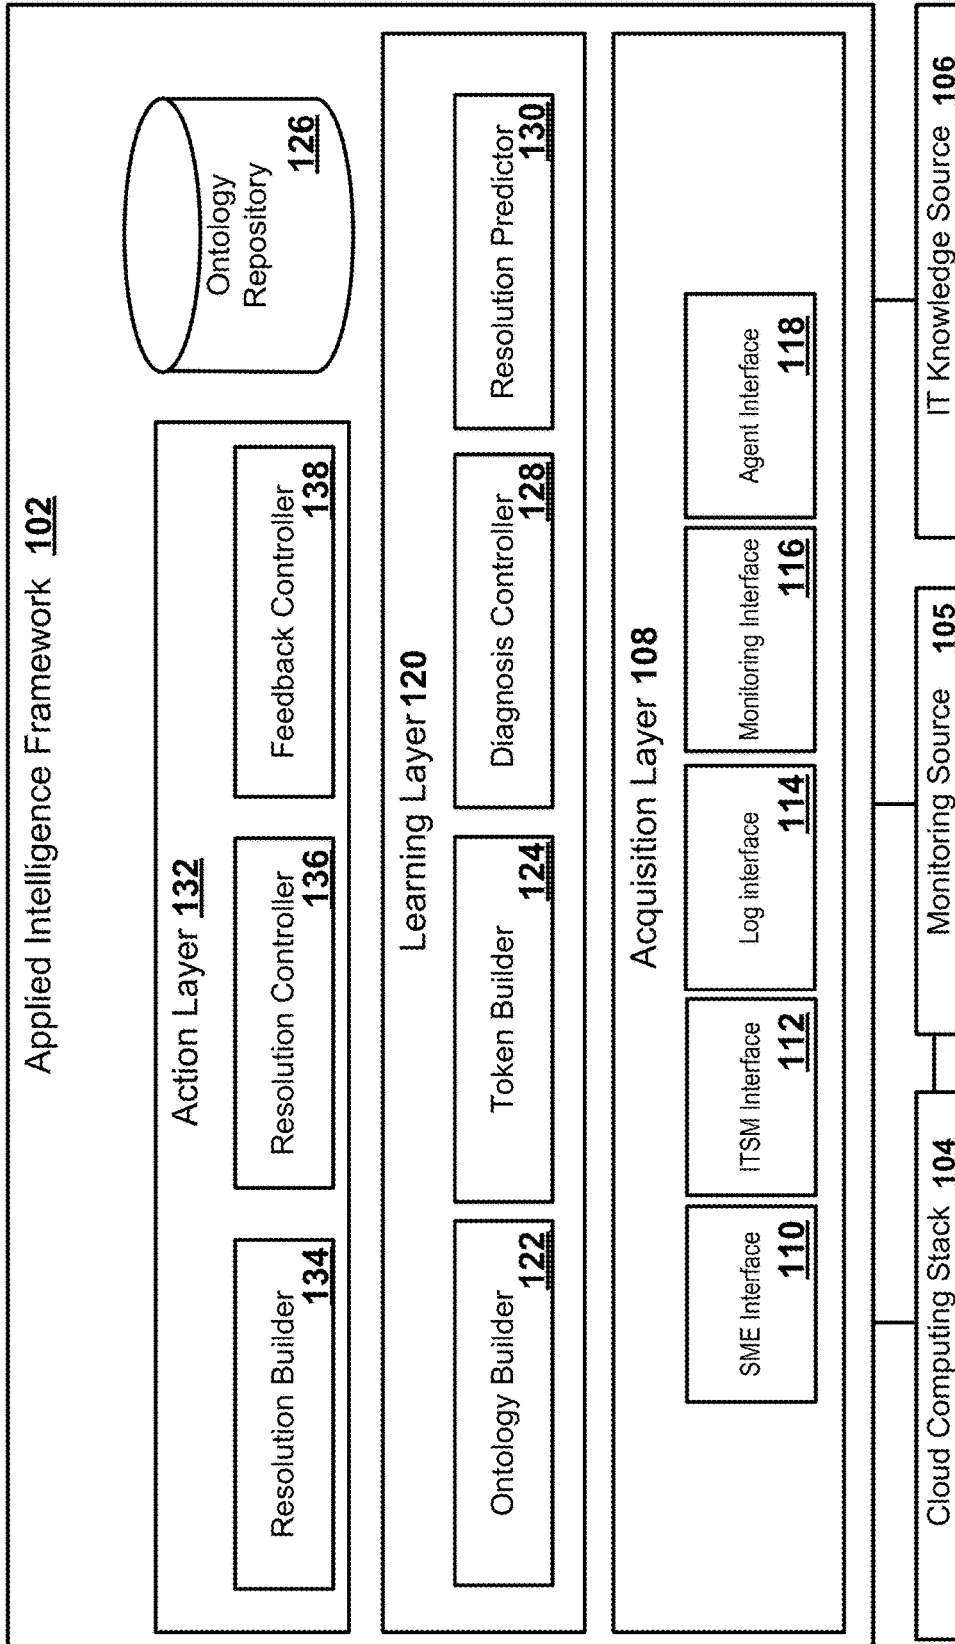 Applied Intelligence Framework 102
Action Layer 132
Resolution Builder
134
Resolution Controller
136
Feedback Controller
138
Ontology
Repository
126
Learning Layer 120
Ontology Builder
122
Token Builder
124
Diagnosis Controller
128
Resolution Predictor
130
Acquisition Layer 108
SME Interface
110
ITSM Interface
112
Log interface
114
Monitoring Interface
116
Agent Interface
118
Cloud Computing Stack 104
Monitoring Source 105
IT Knowledge Source 106